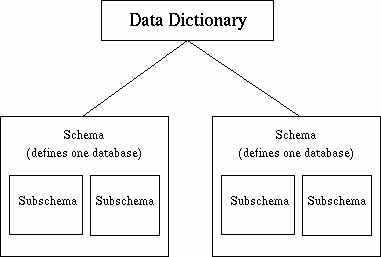 Data Dictionary
Schema
(defines one database)
Subschema
Subschema
Schema
(defines one database)
Subschema
Subschema